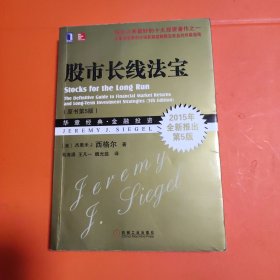 股市长线法宝
Stocks for the Long Run
The Definitive Guide to Financial Market Returns
and Long-Term Investment Strategies (5th Edition)
(原书第5版)
华章经典·金融投资
JEREMY J. SIEGEL
[美] 杰里米 J. 西格尔 著
2015年
全新推出
第5版
Jeremy J. Siegel
机械工业出版社